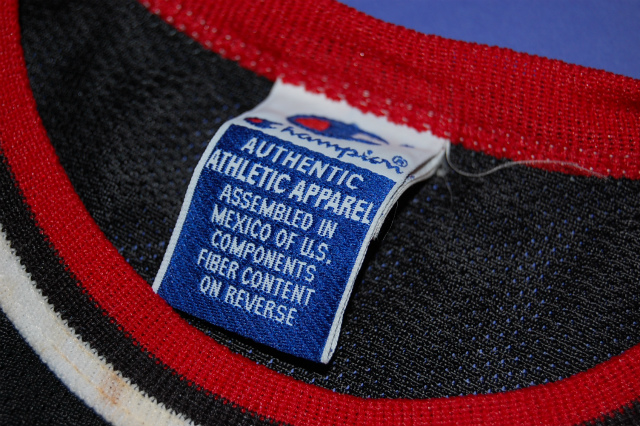 Champion®
AUTHENTIC
ATHLETIC APPAREL
ASSEMBLED IN
MEXICO OF U.S.
COMPONENTS
FIBER CONTENT
ON REVERSE